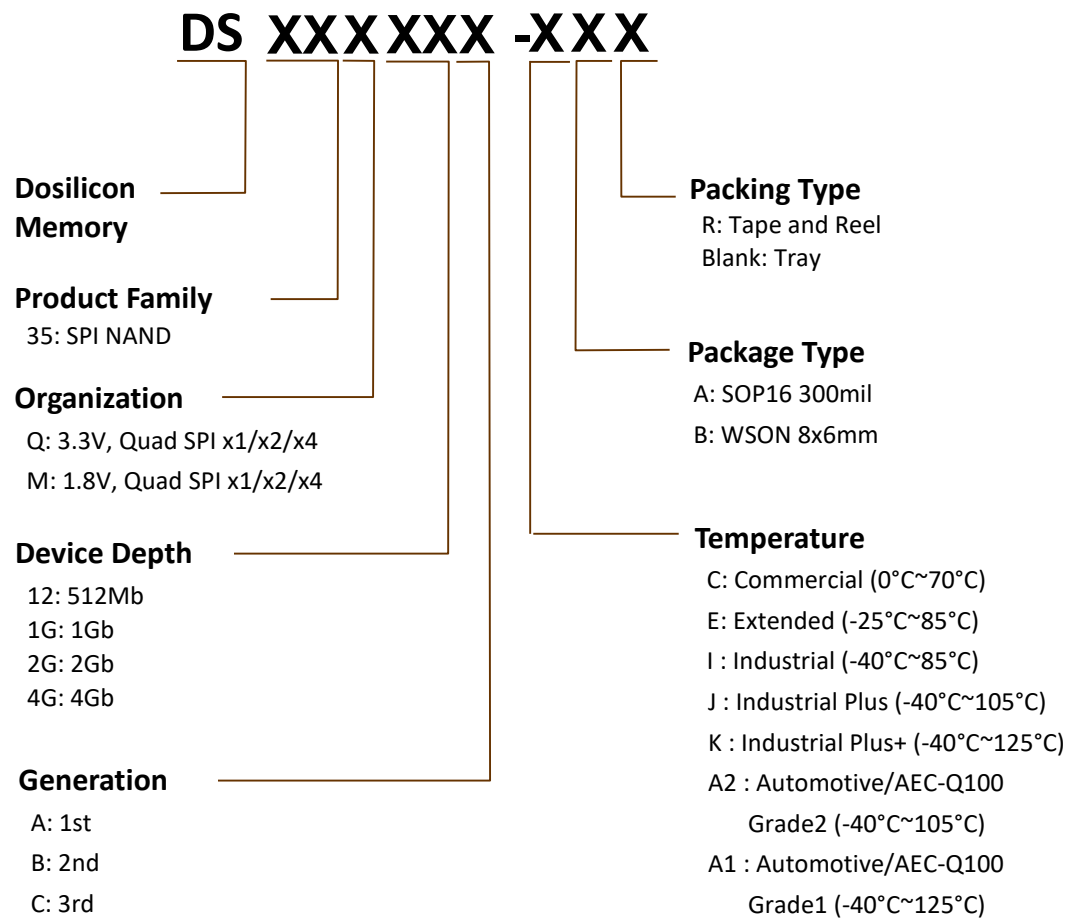 DS XXXXXX -XXX
Dosilicon
Memory
Product Family
35: SPI NAND
Organization
Q: 3.3V, Quad SPI x1/x2/x4
M: 1.8V, Quad SPI x1/x2/x4
Device Depth
12: 512Mb
1G: 1Gb
2G: 2Gb
4G: 4Gb
Generation
A: 1st
B: 2nd
C: 3rd
Packing Type
R: Tape and Reel
Blank: Tray
Package Type
A: SOP16 300mil
B: WSON 8x6mm
Temperature
C: Commercial (0°C~70°C)
E: Extended (-25°C~85°C)
I : Industrial (-40°C~85°C)
J : Industrial Plus (-40°C~105°C)
K : Industrial Plus+ (-40°C~125°C)
A2 : Automotive/AEC-Q100
Grade2 (-40°C~105°C)
A1 : Automotive/AEC-Q100
Grade1 (-40°C~125°C)